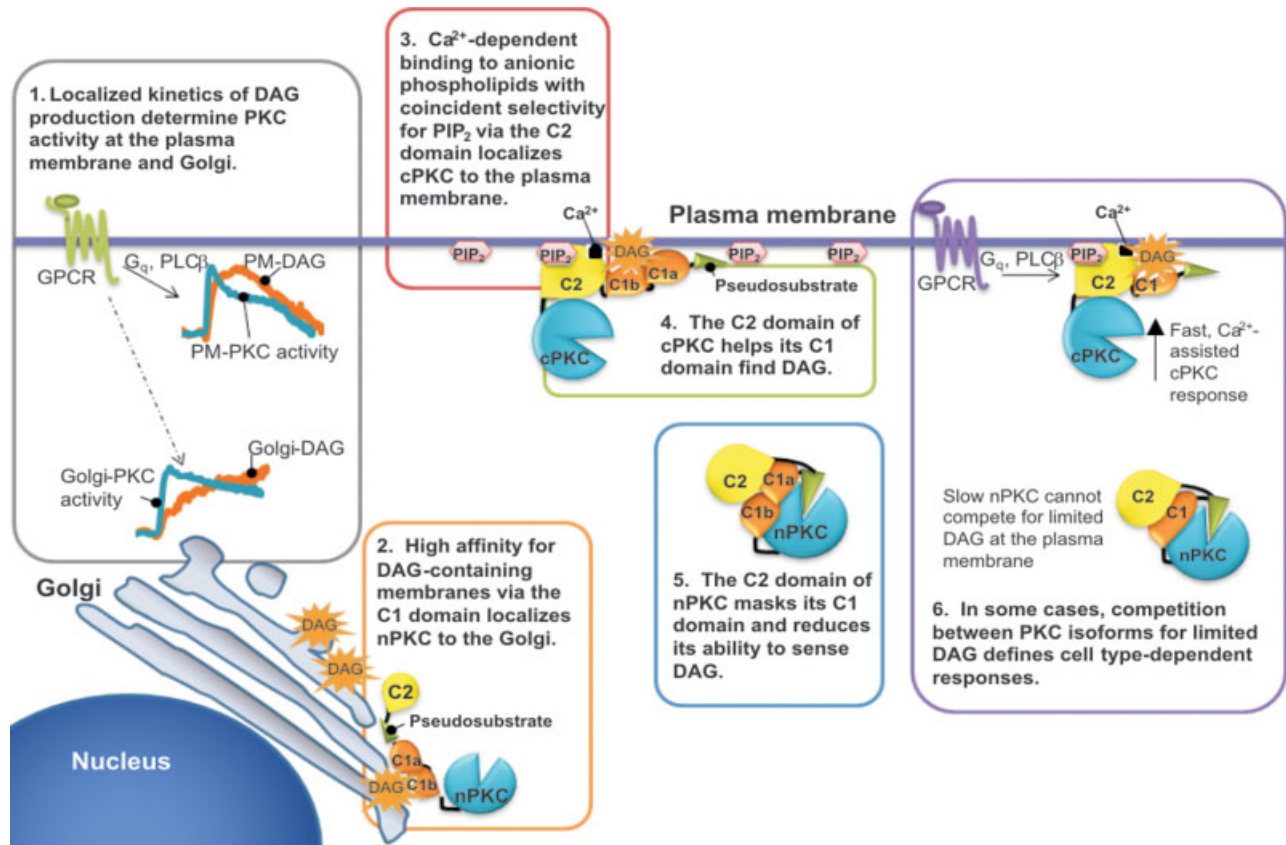 1. Localized kinetics of DAG
production determine PKC
activity at the plasma
membrane and Golgi.
GPCR
Gq, PLCβ
PM-DAG
PM-PKC activity
Golgi-DAG
Golgi-PKC
activity
3. Ca²⁺-dependent
binding to anionic
phospholipids with
coincident selectivity
for PIP₂ via the C2
domain localizes
cPKC to the plasma
membrane.
Plasma membrane
Ca²⁺
PIP₂
PIP₂
DAG
PIP₂
PIP₂
C2
C1b
C1a
Pseudosubstrate
cPKC
4. The C2 domain of
cPKC helps its C1
domain find DAG.
GPCR
Gq, PLCβ
Ca²⁺
PIP₂
DAG
C2
C1
cPKC
Fast, Ca²⁺-
assisted
cPKC
response
C2
C1a
C1b
nPKC
5. The C2 domain of
nPKC masks its C1
domain and reduces
its ability to sense
DAG.
Slow nPKC cannot
compete for limited
DAG at the plasma
membrane
C2
C1
nPKC
6. In some cases, competition
between PKC isoforms for limited
DAG defines cell type-dependent
responses.
Golgi
2. High affinity for
DAG-containing
membranes via the
C1 domain localizes
nPKC to the Golgi.
DAG
DAG
C2
Pseudosubstrate
C1a
DAG
C1b
nPKC
Nucleus